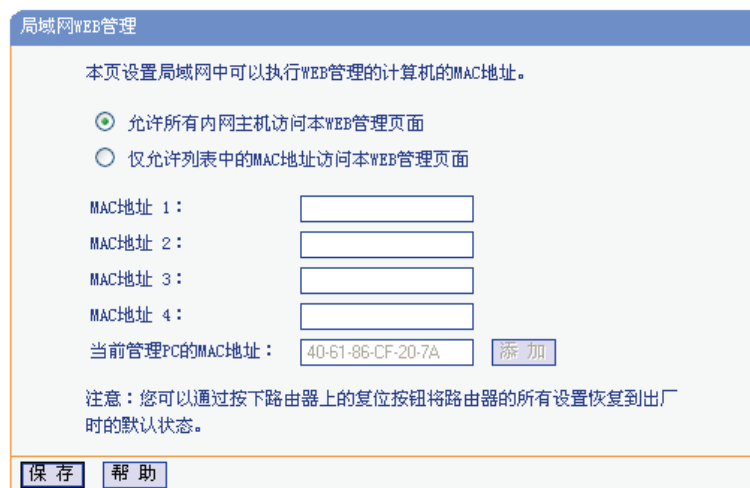 局域网WEB管理
本页设置局域网中可以执行WEB管理的计算机的MAC地址。
允许所有内网主机访问本WEB管理页面
仅允许列表中的MAC地址访问本WEB管理页面
MAC地址 1：
MAC地址 2：
MAC地址 3：
MAC地址 4：
当前管理PC的MAC地址： 40-61-86-CF-20-7A 添 加
注意：您可以通过按下路由器上的复位按钮将路由器的所有设置恢复到出厂
时的默认状态。
保 存 帮 助